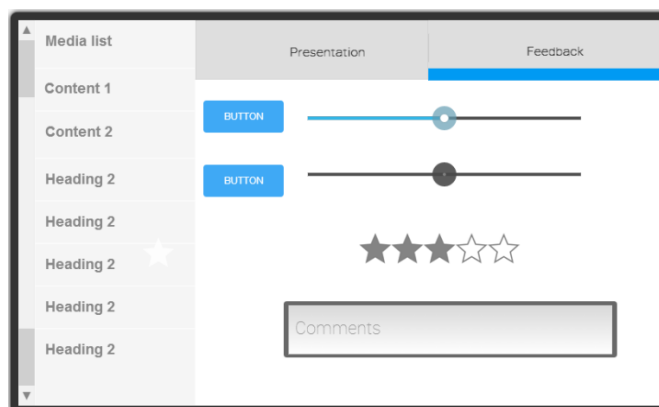 Media list
Content 1
Content 2
Heading 2
Heading 2
Heading 2
Heading 2
Heading 2
Presentation
Feedback
BUTTON
BUTTON
Comments